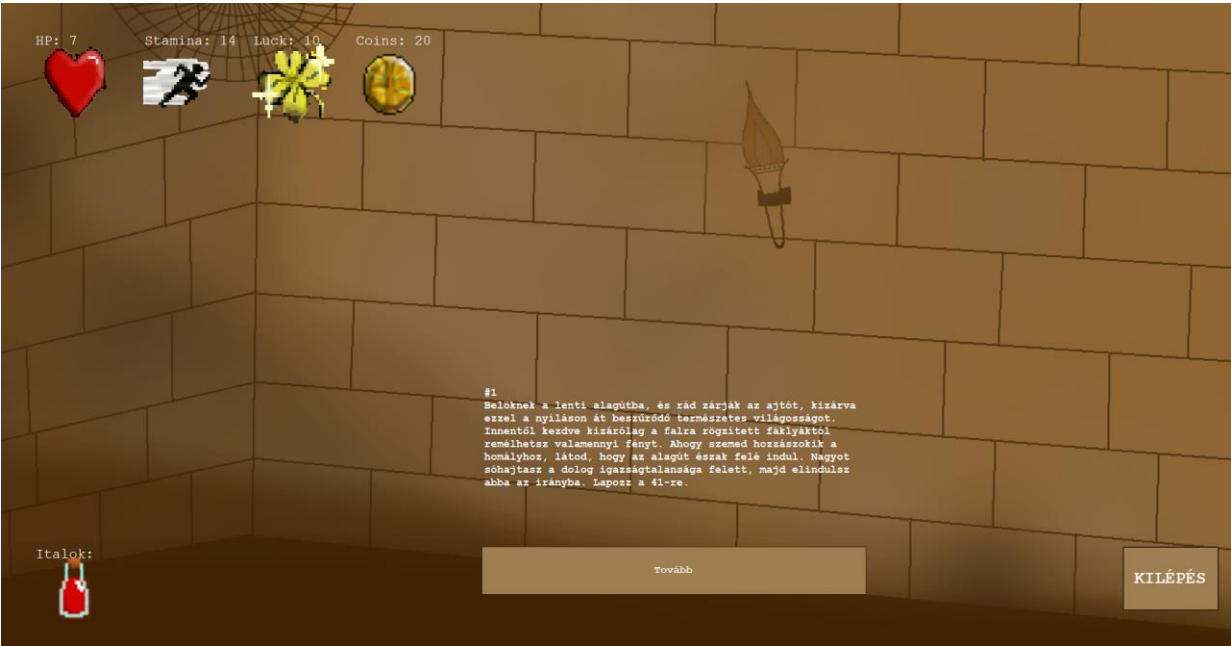 HP: 7 Stamina: 14 Luck: 10 Coins: 20
#1
Belöknek a lenti alagútba, és rád zárják az ajtót, kizárva
ezzel a nyíláson át beszűrődő természetes világosságot.
Innentől kezdve kizárólag a falra rögzített fáklyáktól
remélhetsz valamennyi fényt. Ahogy szemed hozzászokik a
homályhoz, látod, hogy az alagút észak felé indul. Nagyot
sóhajtasz a dolog igazságtalansága felett, majd elindulsz
abba az irányba. Lapozz a 41-re.
Italok:
Tovább
KILÉPÉS